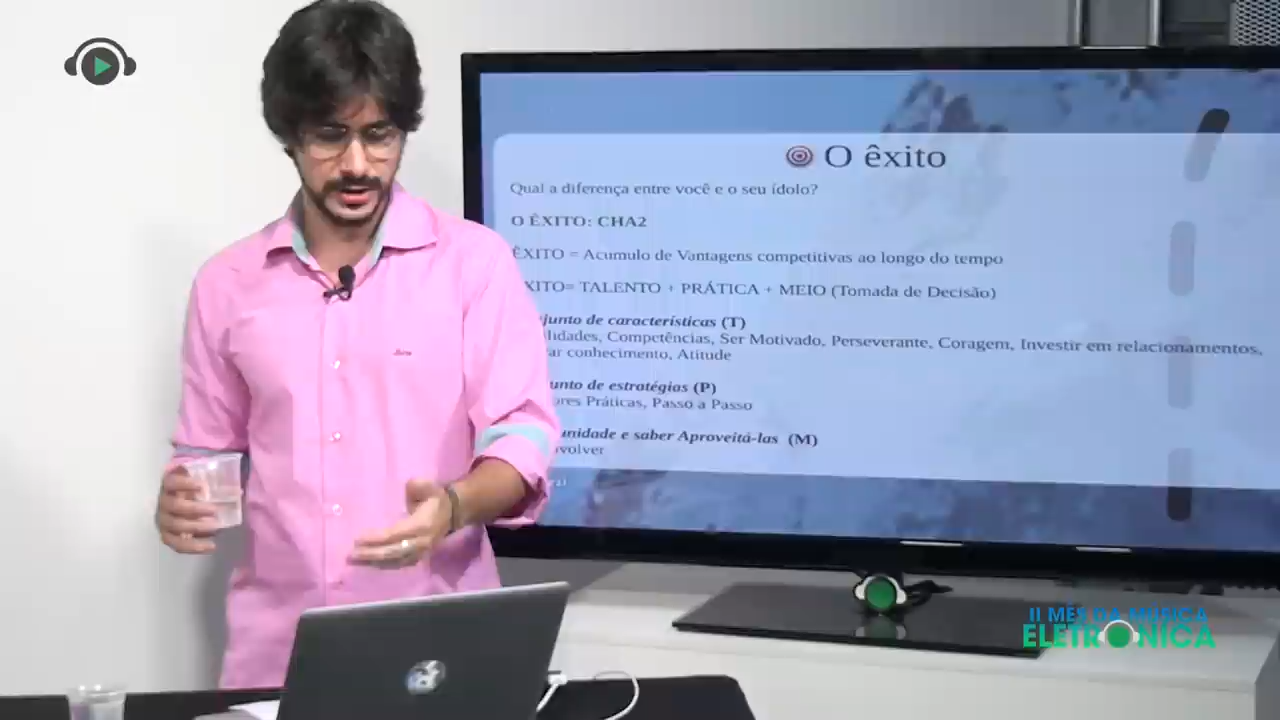 O êxito
Qual a diferença entre você e o seu ídolo?
O ÊXITO: CHA2
ÊXITO = Acumulo de Vantagens competitivas ao longo do tempo
XITO= TALENTO + PRÁTICA + MEIO (Tomada de Decisão)
junto de características (T)
lidades, Competências, Ser Motivado, Perseverante, Coragem, Investir em relacionamentos,
ar conhecimento, Atitude
unto de estratégias (P)
ores Práticas, Passo a Passo
unidade e saber Aproveitá-las (M)
volver
II MÊS DA MÚSICA
ELETRÔNICA